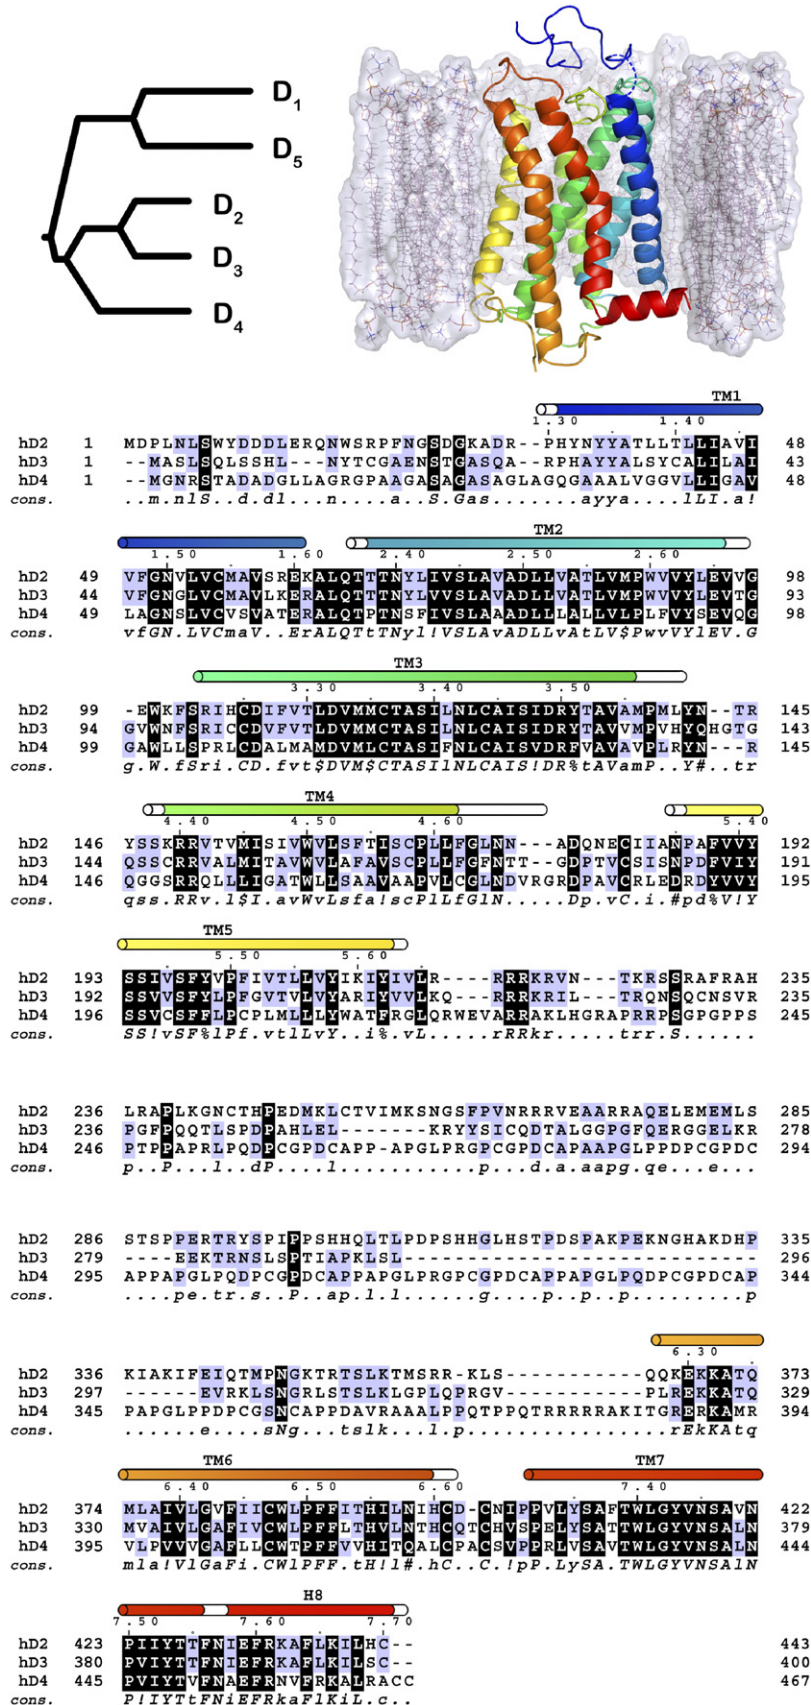 D1
D5
D2
D3
D4
TM1
1.30 1.40
hD2 1 MDPLNLSWYDDDLERQNWSRPFNGSDGKADR--PHYNYYATLLTLLIAVI 48
hD3 1 --MASLSQLSSHL---NYTCGAENSTGASQA--RPHAYYALSYCALILAI 43
hD4 1 --MGNRSTADADGLLAGRGPAAGASAGASAGLAGQGAAALVGGVLLIGAV 48
cons. ..m.nlS..d.dl...n....a..S.Gas.......ayya....lLI.a!
TM2
1.50 1.60 2.40 2.50 2.60
hD2 49 VFGNVLVCMAVSREKALQTTTNYLIVSLAVADLLVATLVMPWVVYLEVVG 98
hD3 44 VFGNGLVCMAVLKERALQTTTNYLVVSLAVADLLVATLVMPWVVYLEVTG 93
hD4 49 LAGNSLVCVSVATERALQTPTNSFIVSLAAADLLLALLVLPLFVYSEVQG 98
cons. vfGN.LVCmaV..ErALQTtTNyl!VSLAvADLLvAtLV$PwvvYlEV.G
TM3
3.30 3.40 3.50
hD2 99 -EWKFSRIHCDIFVTLDVMMCTASILNLCAISIDRYTAVAMPMLYN--TR 145
hD3 94 GVWNFSRICCDVFVTLDVMMCTASILNLCAISIDRYTAVVMPVHYQHGTG 143
hD4 99 GAWLLSPRLCDALMAMDVMLCTASIFNLCAISVDRFVAVAVPLRYN---R 145
cons. g.W.fSri.CD.fvt$DVM$CTASIlNLCAIS!DR%tAVamP..Y#..tr
TM4
4.40 4.50 4.60 5.40
hD2 146 YSSKRRVTVMISIVWVLSFTISCPLLFGLNN---ADQNECIIANPAFVVY 192
hD3 144 QSSCRRVALMITAVWVLAFAVSCPLLFGFNTT--GDPTVCSISNPDFVIY 191
hD4 146 QGGSRRQLLLIGATWLLSAAVAAPVLCGLNDVRGRDPAVCRLEDRDYVVY 195
cons. qss.RRv.l$I.avWvLsfa!scPlLfGlN.....Dp.vC.i.#pd%V!Y
TM5
5.50 5.60
hD2 193 SSIVSFYVPFIVTLLVYIKIYIVLR----RRRKRVN---TKRSSRAFRAH 235
hD3 192 SSVVSFYLPFGVTVLVYARIYVVLKQ---RRRKRIL---TRQNSQCNSVR 235
hD4 196 SSVCSFFLPCPLMLLLYWATFRGLQRWEVARRAKLHGRAPRRPSGPGPPS 245
cons. SS!vSF%lPf.vtlLvY..i%.vL.....rRRkr.....trr.S......
hD2 236 LRAPLKGNCTHPEDMKLCTVIMKSNGSFPVNRRRVEAARRAQELEMEMLS 285
hD3 236 PGFPQQTLSPDPAHLEL-------KRYYSICQDTALGGPGFQERGGELKR 278
hD4 246 PTPPAPRLPQDPCGPDCAPP-APGLPRGPCGPDCAPAAPGLPPDPCGPDC 294
cons. p..P...l..dP....l...........p...d.a.aapg.qe...e...
hD2 286 STSPPERTRYSPIPPSHHQLTLPDPSHHGLHSTPDSPAKPEKNGHAKDHP 335
hD3 279 ----EEKTRNSLSPTIAPKLSL---------------------------- 296
hD4 295 APPAPGLPQDPCGPDCAPPAPGLPRGPCGPDCAPPAPGLPQDPCGPDCAP 344
cons. ....pe.tr.s..P..ap.ll.......g....p..p..p.........p
6.30
hD2 336 KIAKIFEIQTMPNGKTRTSLKTMSRR-KLS-----------QQKEKKATQ 373
hD3 297 ------EVRKLSNGRLSTSLKLGPLQPRGV-----------PLREKKATQ 329
hD4 345 PAPGLPPDPCGSNCAPPDAVRAAALPPQTPPQTRRRRRAKITGRERKAMR 394
cons. ......e....sNg...tslk..l.p................rEkKAtq
TM6 TM7
6.40 6.50 6.60 7.40
hD2 374 MLAIVLGVFIICWLPFFITHILNIHCD-CNIPPVLYSAFTWLGYVNSAVN 422
hD3 330 MVAIVLGAFIVCWLPFFLTHVLNTHCQTCHVSPELYSATTWLGYVNSALN 379
hD4 395 VLPVVVGAFLLCWTPFFVVHITQALCPACSVPPRLVSAVTWLGYVNSALN 444
cons. mla!VlGaFi.CWlPFF.tH!l#.hC..C.!pP.LySA.TWLGYVNSAlN
H8
7.50 7.60 7.70
hD2 423 PIIYTTFNIEFRKAFLKILHC-- 443
hD3 380 PVIYTTFNIEFRKAFLKILSC-- 400
hD4 445 PVIYTVFNAEFRNVFRKALRACC 467
cons. P!IYTtFNiEFRkaFlKiL.c..